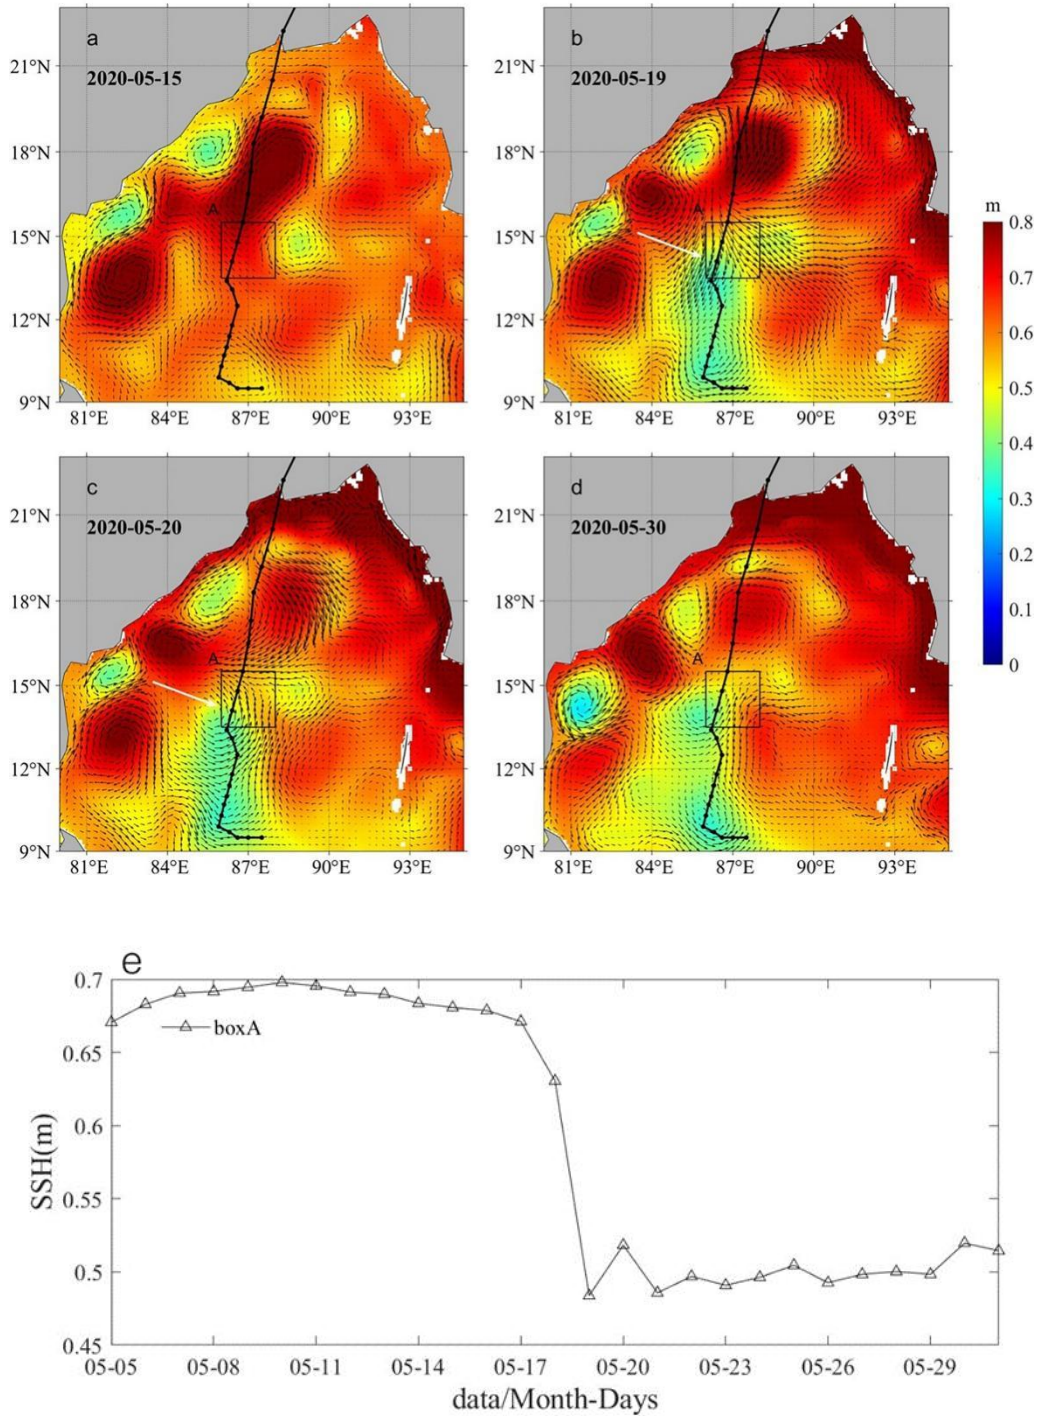 a
2020-05-15
21°N
18°N
15°N
12°N
9°N
A
81°E 84°E 87°E 90°E 93°E
b
2020-05-19
21°N
18°N
15°N
12°N
9°N
A
81°E 84°E 87°E 90°E 93°E
m
0.8
0.7
0.6
0.5
0.4
0.3
0.2
0.1
0
c
2020-05-20
21°N
18°N
15°N
12°N
9°N
A
81°E 84°E 87°E 90°E 93°E
d
2020-05-30
21°N
18°N
15°N
12°N
9°N
A
81°E 84°E 87°E 90°E 93°E
e
0.7
0.65
0.6
0.55
0.5
0.45
SSH(m)
boxA
05-05 05-08 05-11 05-14 05-17 05-20 05-23 05-26 05-29
data/Month-Days